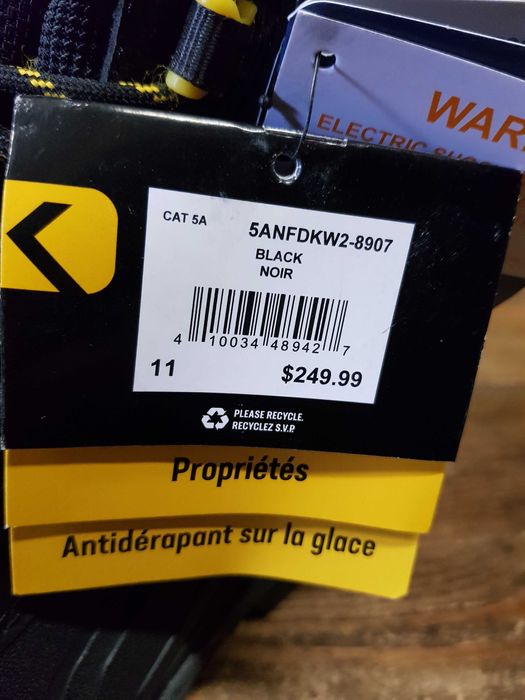 WAR
ELECTRIC
CAT 5A
5ANFDKW2-8907
BLACK
NOIR
4 10034 48942 7
11
$249.99
PLEASE RECYCLE.
RECYCLEZ S.V.P.
Propriétés
Antidérapant sur la glace